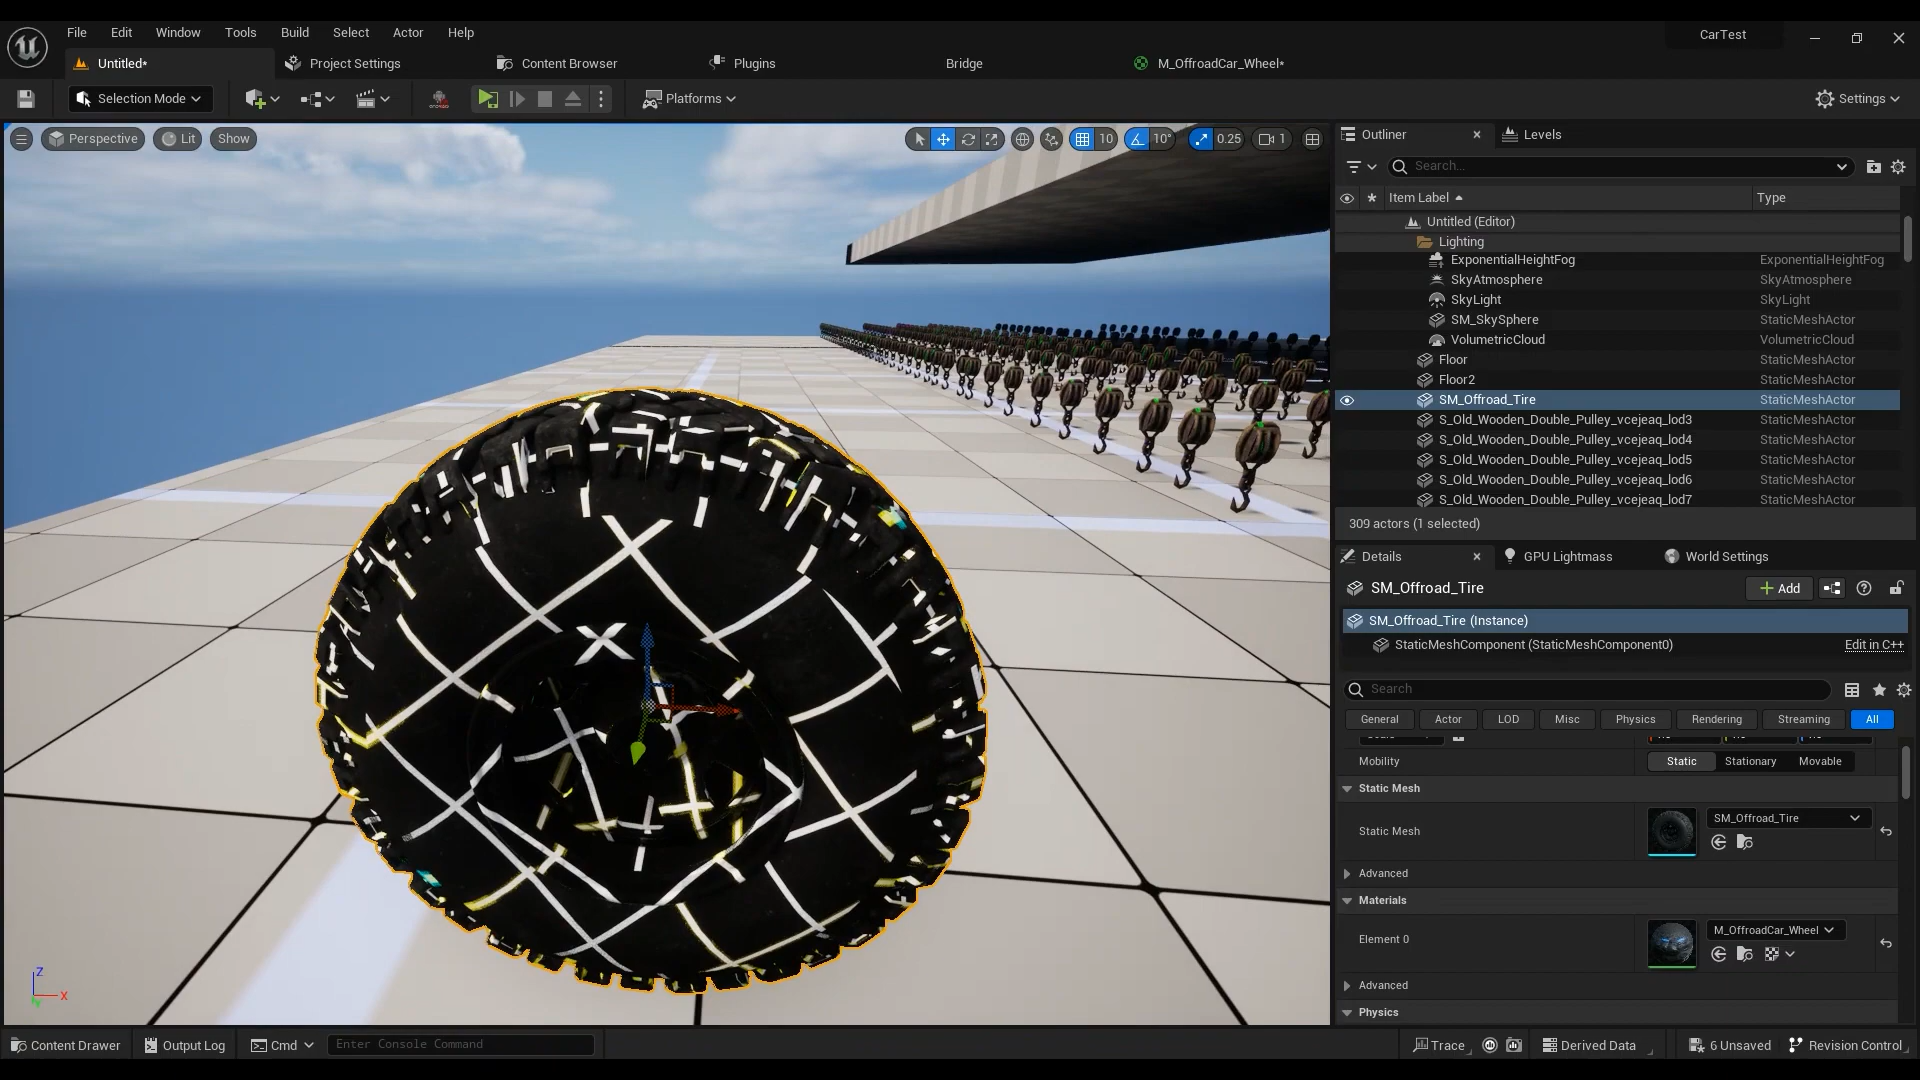 File Edit Window Tools Build Select Actor Help
CarTest
Untitled* Project Settings Content Browser Plugins Bridge M_OffroadCar_Wheel*
Selection Mode Platforms Settings
Perspective Lit Show 10 10° 0.25 1
Outliner Levels
Search...
Item Label Type
Untitled (Editor)
Lighting
ExponentialHeightFog ExponentialHeightFog
SkyAtmosphere SkyAtmosphere
SkyLight SkyLight
SM_SkySphere StaticMeshActor
VolumetricCloud VolumetricCloud
Floor StaticMeshActor
Floor2 StaticMeshActor
SM_Offroad_Tire StaticMeshActor
S_Old_Wooden_Double_Pulley_vcejeaq_lod3 StaticMeshActor
S_Old_Wooden_Double_Pulley_vcejeaq_lod4 StaticMeshActor
S_Old_Wooden_Double_Pulley_vcejeaq_lod5 StaticMeshActor
S_Old_Wooden_Double_Pulley_vcejeaq_lod6 StaticMeshActor
S_Old_Wooden_Double_Pulley_vcejeaq_lod7 StaticMeshActor
309 actors (1 selected)
Details GPU Lightmass World Settings
SM_Offroad_Tire Add
SM_Offroad_Tire (Instance)
StaticMeshComponent (StaticMeshComponent0) Edit in C++
Search
General Actor LOD Misc Physics Rendering Streaming All
Mobility Static Stationary Movable
Static Mesh
Static Mesh SM_Offroad_Tire
Advanced
Materials
Element 0 M_OffroadCar_Wheel
Advanced
Physics
Z
X
Content Drawer Output Log Cmd Enter Console Command Trace Derived Data 6 Unsaved Revision Control